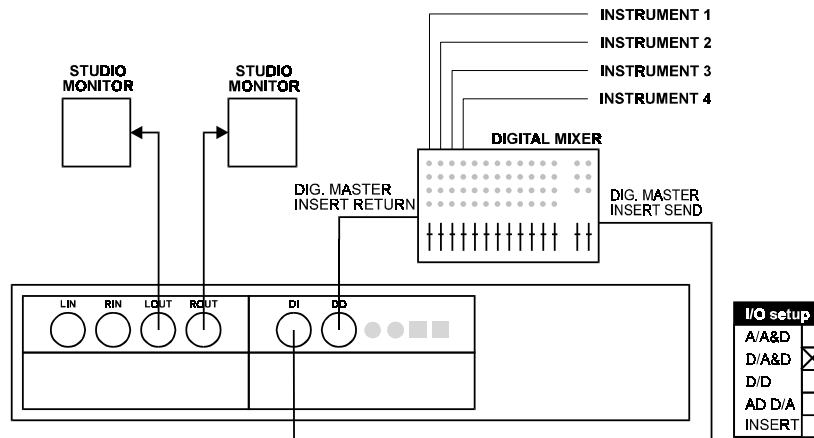 INSTRUMENT 1
INSTRUMENT 2
INSTRUMENT 3
INSTRUMENT 4
STUDIO
MONITOR
STUDIO
MONITOR
DIGITAL MIXER
DIG. MASTER
INSERT RETURN
DIG. MASTER
INSERT SEND
LIN RIN LOUT ROUT DI DO
I/O setup
A/A&D
D/A&D
D/D
AD D/A
INSERT